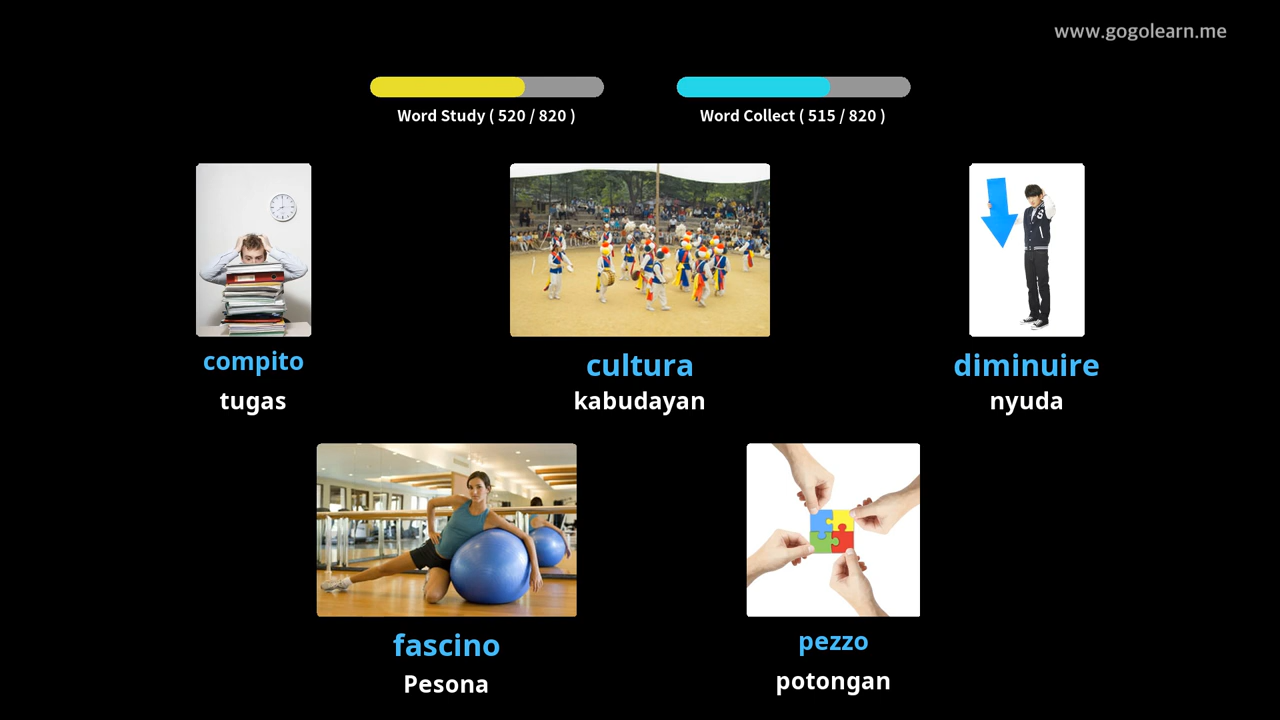 www.gogolearn.me
Word Study ( 520 / 820 )
Word Collect ( 515 / 820 )
compito
tugas
cultura
kabudayan
diminuire
nyuda
fascino
Pesona
pezzo
potongan